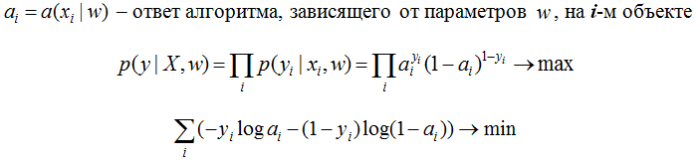 a_i = a(x_i | w) – ответ алгоритма, зависящего от параметров w, на i-м объекте
p(y | X, w) = ∏_i p(y_i | x_i, w) = ∏_i a_i^{y_i} (1 − a_i)^{1−y_i} → max
∑_i (−y_i log a_i − (1 − y_i) log(1 − a_i)) → min